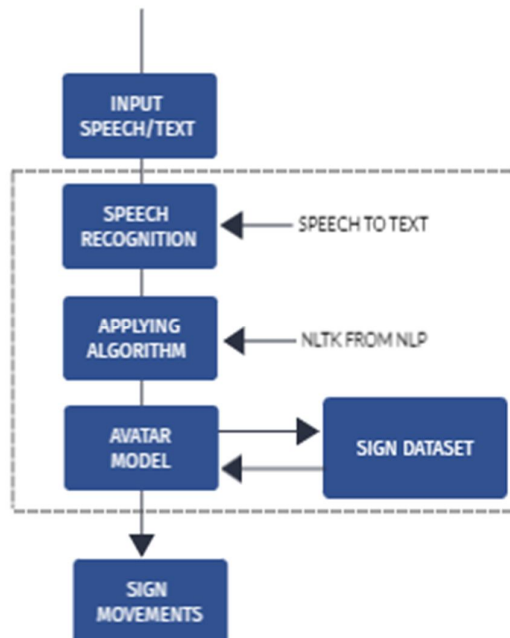 INPUT
SPEECH/TEXT
SPEECH
RECOGNITION
SPEECH TO TEXT
APPLYING
ALGORITHM
NLTK FROM NLP
AVATAR
MODEL
SIGN DATASET
SIGN
MOVEMENTS